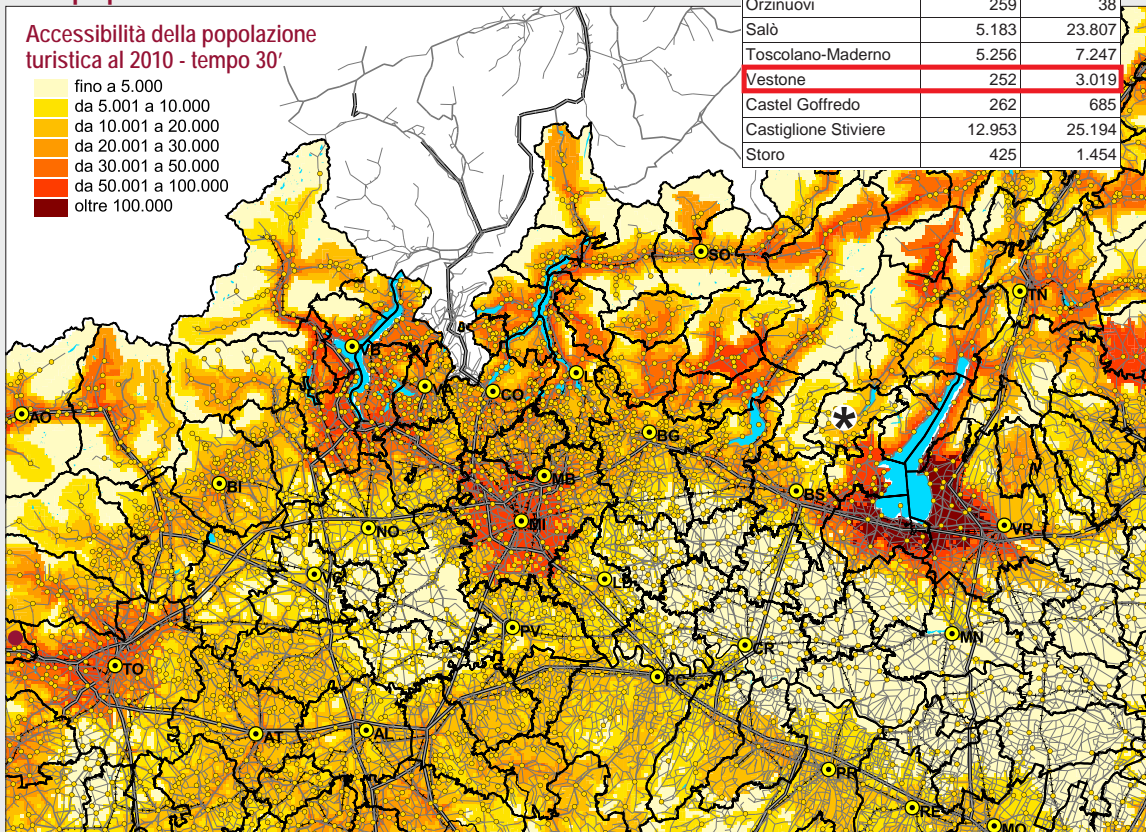 Accessibilità della popolazione
turistica al 2010 - tempo 30'
fino a 5.000
da 5.001 a 10.000
da 10.001 a 20.000
da 20.001 a 30.000
da 30.001 a 50.000
da 50.001 a 100.000
oltre 100.000
Orzinuovi 259 38
Salò 5.183 23.807
Toscolano-Maderno 5.256 7.247
Vestone 252 3.019
Castel Goffredo 262 685
Castiglione Stiviere 12.953 25.194
Storo 425 1.454
SO
TN
VB
VA
CO
LC
AO
*
BG
BI
MB
BS
MI
NO
VR
VC
LO
PV
MN
CR
TO
PC
AT
AL
PR
RE
MO